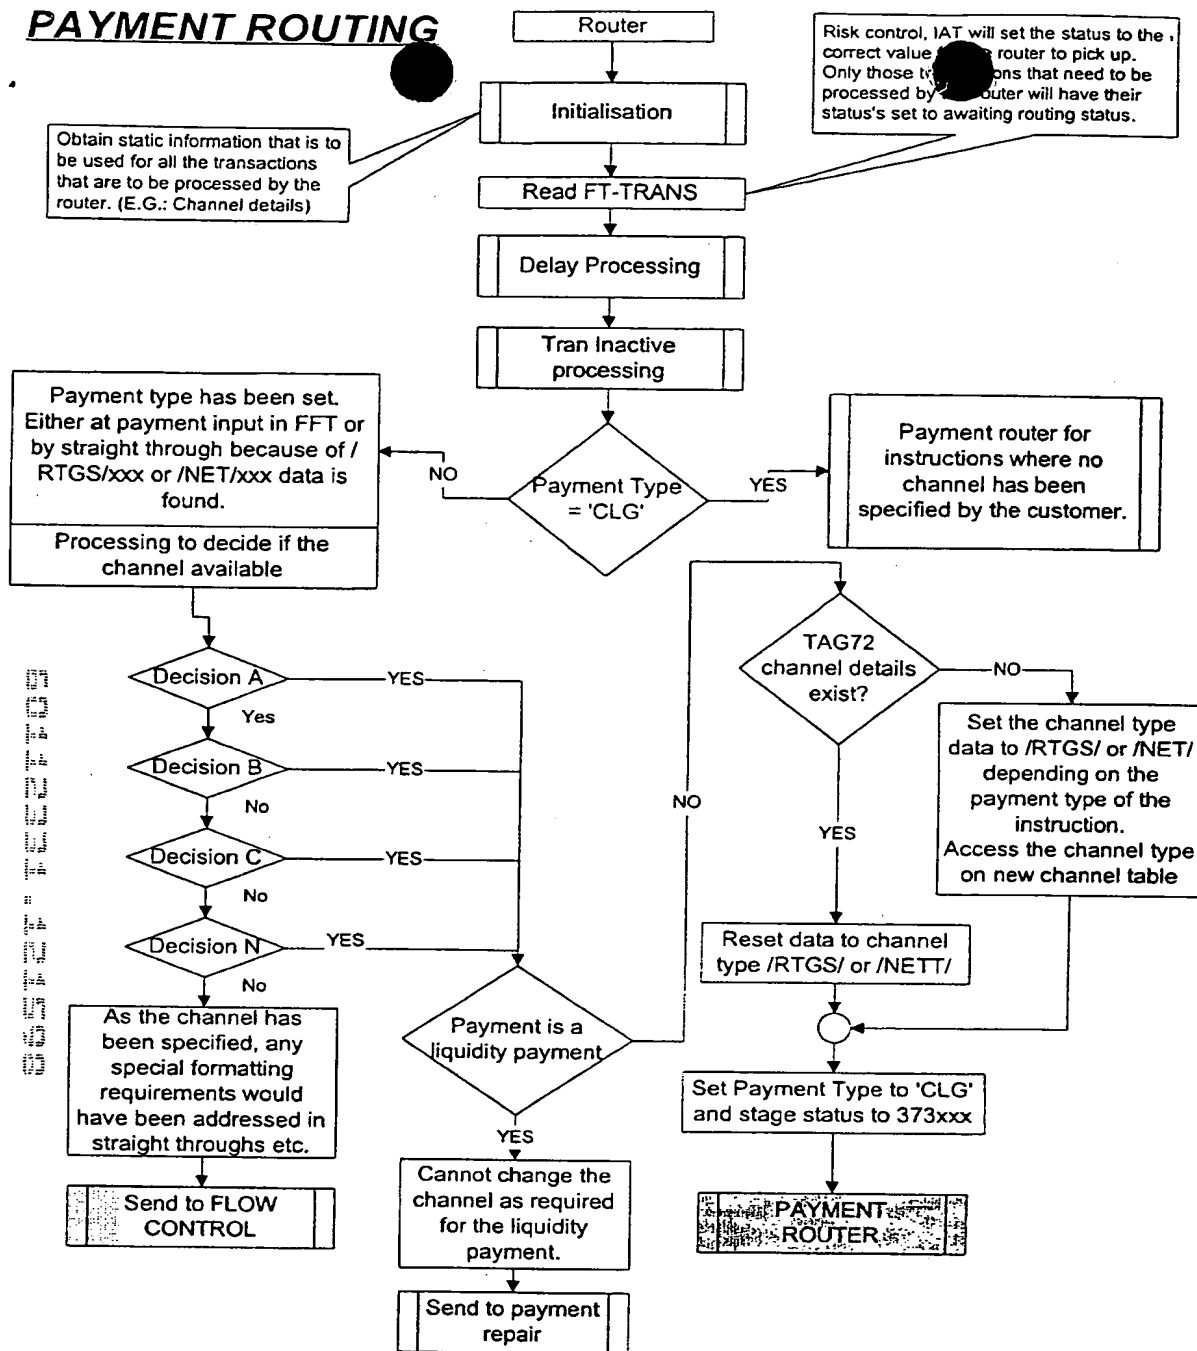 PAYMENT ROUTING
Router
Risk control, IAT will set the status to the
correct value router to pick up.
Only those ons that need to be
processed by outer will have their
status's set to awaiting routing status.
Initialisation
Obtain static information that is to
be used for all the transactions
that are to be processed by the
router. (E.G.: Channel details)
Read FT-TRANS
Delay Processing
Tran Inactive
processing
Payment type has been set.
Either at payment input in FFT or
by straight through because of /
RTGS/xxx or /NET/xxx data is
found.
Processing to decide if the
channel available
NO
Payment Type
= 'CLG'
YES
Payment router for
instructions where no
channel has been
specified by the customer.
Decision A
YES
Yes
Decision B
YES
No
Decision C
YES
No
Decision N
YES
No
As the channel has
been specified, any
special formatting
requirements would
have been addressed in
straight throughs etc.
Send to FLOW
CONTROL
Payment is a
liquidity payment
NO
YES
Cannot change the
channel as required
for the liquidity
payment.
Send to payment
repair
TAG72
channel details
exist?
NO
YES
Set the channel type
data to /RTGS/ or /NET/
depending on the
payment type of the
instruction.
Access the channel type
on new channel table
Reset data to channel
type /RTGS/ or /NETT/
Set Payment Type to 'CLG'
and stage status to 373xxx
PAYMENT
ROUTER